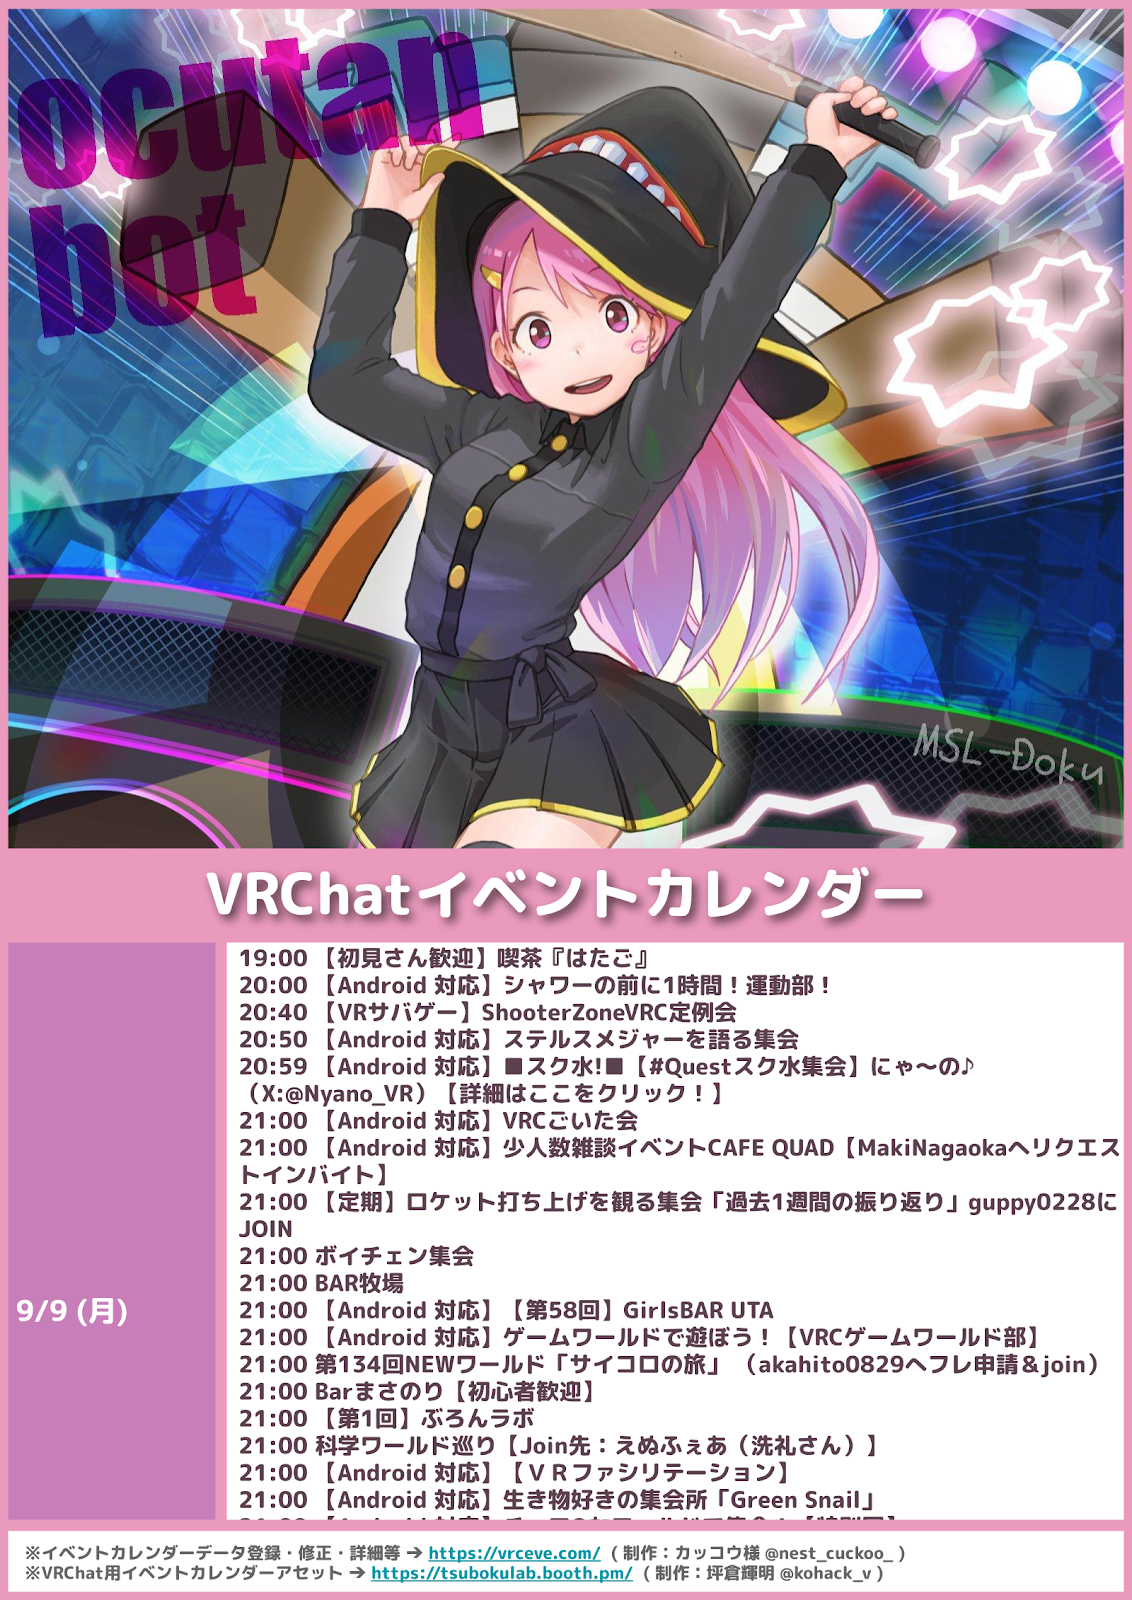 ocutan
bot
MSL-Doku
VRChatイベントカレンダー
9/9 (月)
19:00 【初見さん歓迎】喫茶『はたご』
20:00 【Android 対応】シャワーの前に1時間！運動部！
20:40 【VRサバゲー】ShooterZoneVRC定例会
20:50 【Android 対応】ステルスメジャーを語る集会
20:59 【Android 対応】■スク水!■【#Questスク水集会】にゃ～の♪
（X:@Nyano_VR）【詳細はここをクリック！】
21:00 【Android 対応】VRCごいた会
21:00 【Android 対応】少人数雑談イベントCAFE QUAD【MakiNagaokaへリクエス
トインバイト】
21:00 【定期】ロケット打ち上げを観る集会「過去1週間の振り返り」guppy0228に
JOIN
21:00 ボイチェン集会
21:00 BAR牧場
21:00 【Android 対応】【第58回】GirlsBAR UTA
21:00 【Android 対応】ゲームワールドで遊ぼう！【VRCゲームワールド部】
21:00 第134回NEWワールド「サイコロの旅」（akahito0829へフレ申請＆join）
21:00 Barまさのり【初心者歓迎】
21:00 【第1回】ぶろんラボ
21:00 科学ワールド巡り【Join先：えぬふぇあ（洗礼さん）】
21:00 【Android 対応】【ＶＲファシリテーション】
21:00 【Android 対応】生き物好きの集会所「Green Snail」
※イベントカレンダーデータ登録・修正・詳細等 ➔ https://vrceve.com/ （制作：カッコウ様 @nest_cuckoo_ )
※VRChat用イベントカレンダーアセット ➔ https://tsubokulab.booth.pm/ （制作：坪倉輝明 @kohack_v )